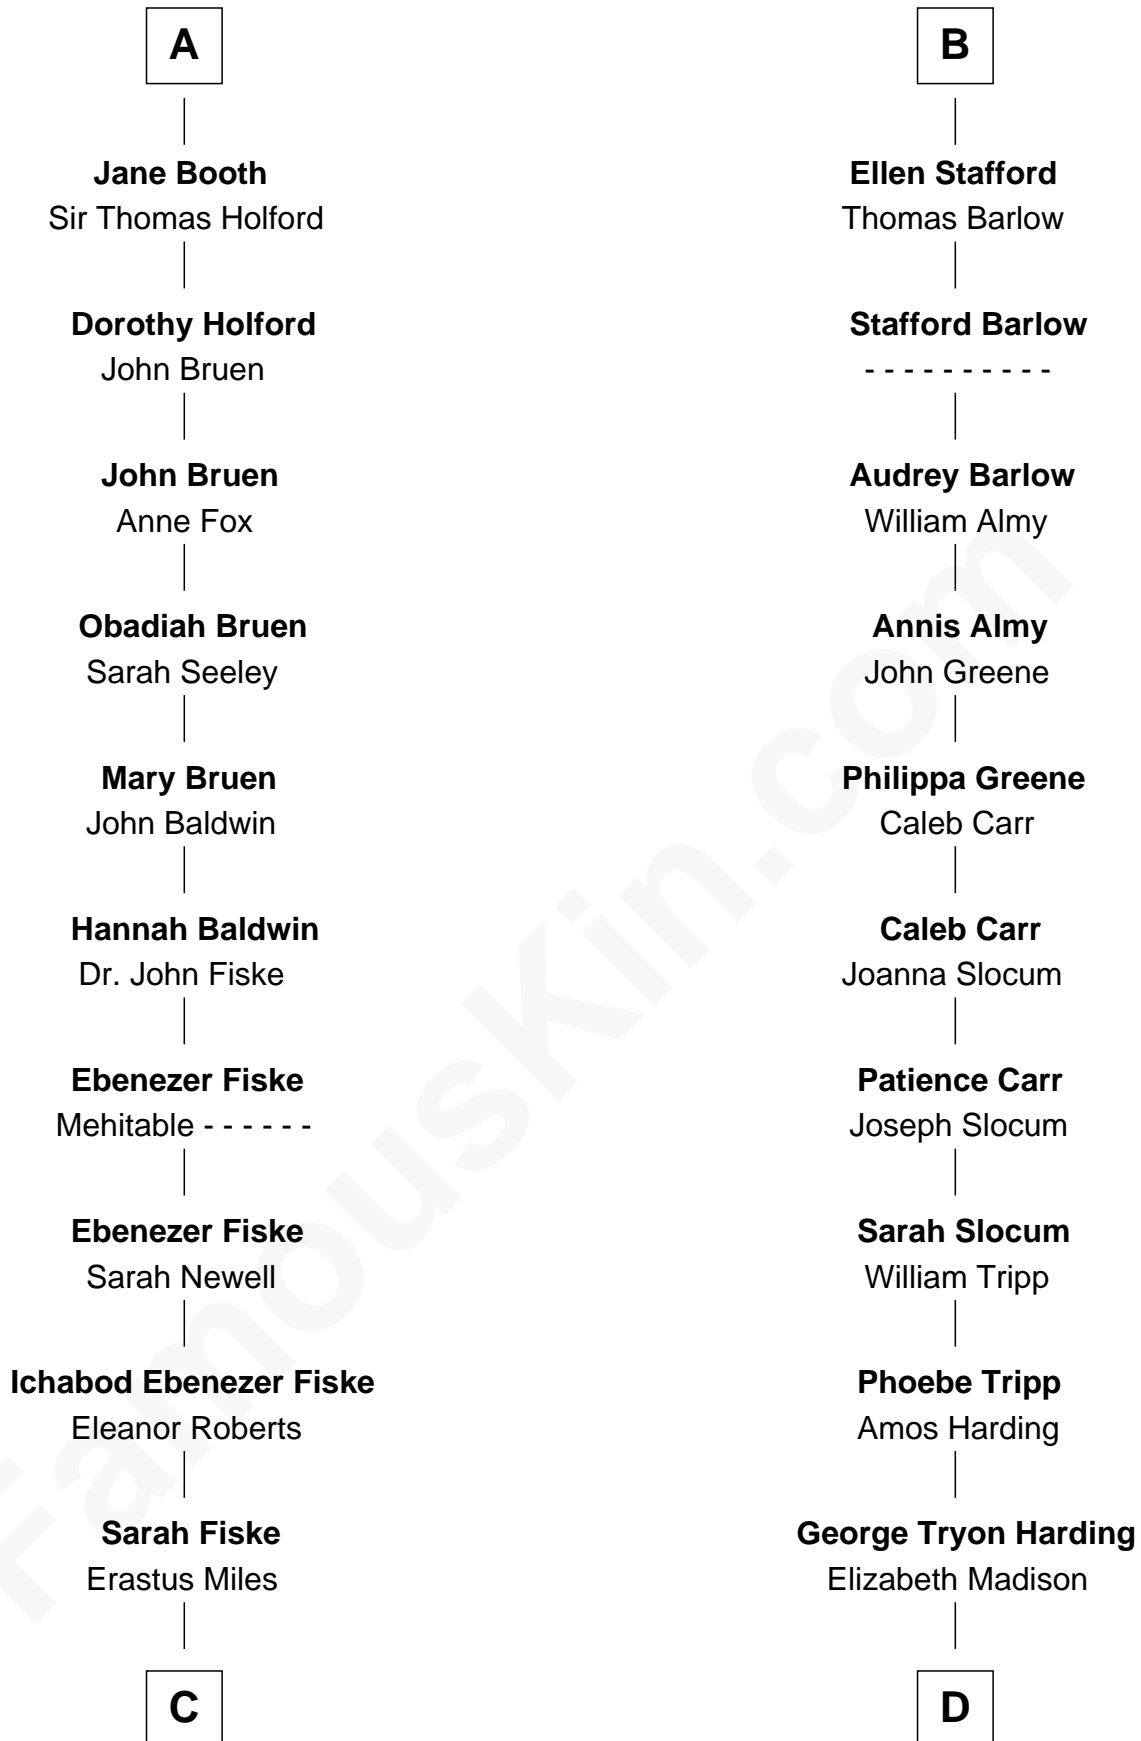 A
Jane Booth
Sir Thomas Holford
Dorothy Holford
John Bruen
John Bruen
Anne Fox
Obadiah Bruen
Sarah Seeley
Mary Bruen
John Baldwin
Hannah Baldwin
Dr. John Fiske
Ebenezer Fiske
Mehitable - - - - - -
Ebenezer Fiske
Sarah Newell
Ichabod Ebenezer Fiske
Eleanor Roberts
Sarah Fiske
Erastus Miles
C
B
Ellen Stafford
Thomas Barlow
Stafford Barlow
- - - - - - - - - -
Audrey Barlow
William Almy
Annis Almy
John Greene
Philippa Greene
Caleb Carr
Caleb Carr
Joanna Slocum
Patience Carr
Joseph Slocum
Sarah Slocum
William Tripp
Phoebe Tripp
Amos Harding
George Tryon Harding
Elizabeth Madison
D
FamousKin.com